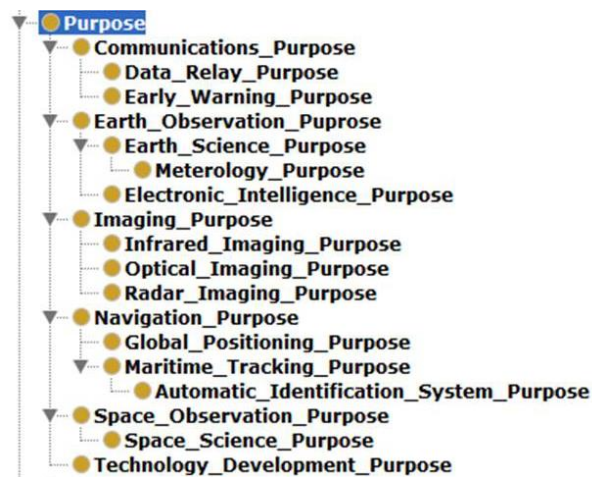 Purpose
Communications_Purpose
Data_Relay_Purpose
Early_Warning_Purpose
Earth_Observation_Puprose
Earth_Science_Purpose
Meterology_Purpose
Electronic_Intelligence_Purpose
Imaging_Purpose
Infrared_Imaging_Purpose
Optical_Imaging_Purpose
Radar_Imaging_Purpose
Navigation_Purpose
Global_Positioning_Purpose
Maritime_Tracking_Purpose
Automatic_Identification_System_Purpose
Space_Observation_Purpose
Space_Science_Purpose
Technology_Development_Purpose